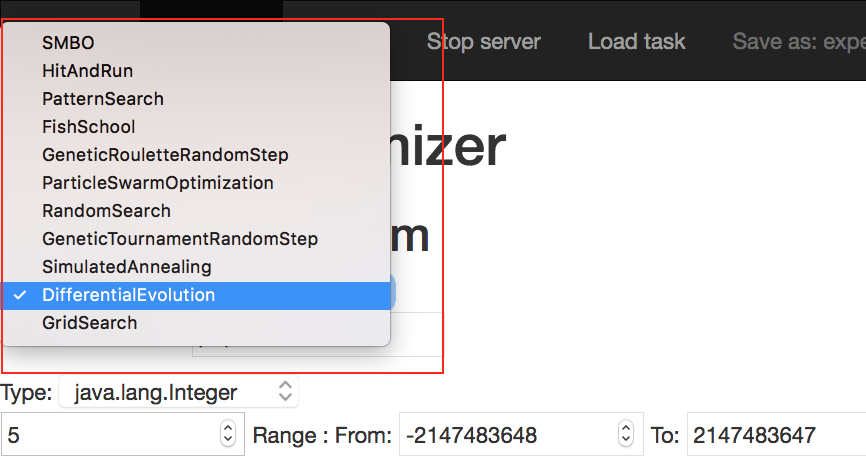 Stop server Load task Save as: expe
SMBO
HitAndRun
PatternSearch
FishSchool
nizer
GeneticRouletteRandomStep
ParticleSwarmOptimization
RandomSearch
GeneticTournamentRandomStep
m
SimulatedAnnealing
DifferentialEvolution
GridSearch
Type: java.lang.Integer
5 Range : From: -2147483648 To: 2147483647